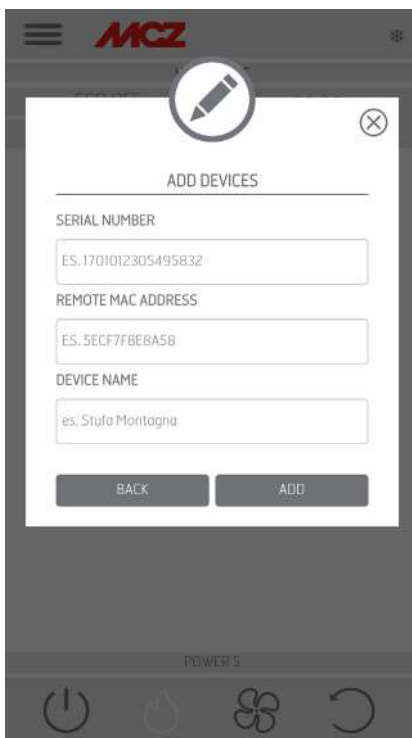 MCZ
ADD DEVICES
SERIAL NUMBER
ES. 1701012305495832
REMOTE MAC ADDRESS
ES. 5ECF7F8E8A58
DEVICE NAME
es. Stufa Montagna
BACK ADD
POWER 5